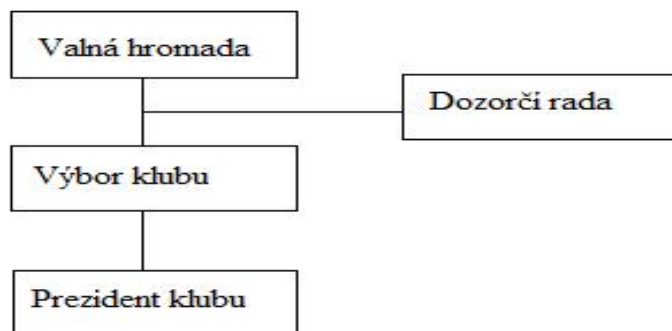 Valná hromada
Dozorčí rada
Výbor klubu
Prezident klubu